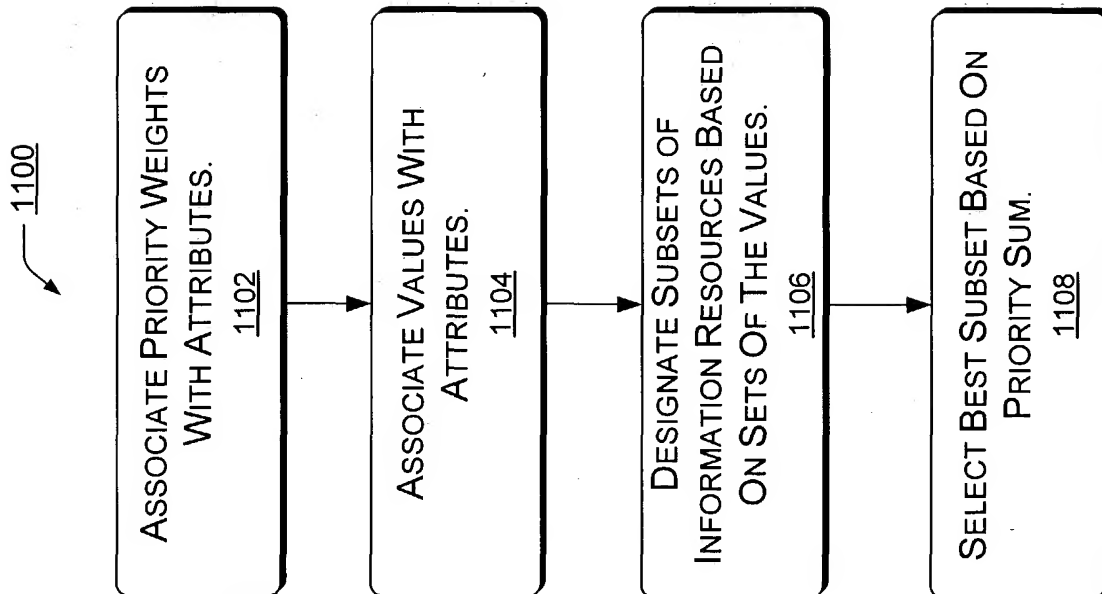 1100
ASSOCIATE PRIORITY WEIGHTS
WITH ATTRIBUTES.
1102
ASSOCIATE VALUES WITH
ATTRIBUTES.
1104
DESIGNATE SUBSETS OF
INFORMATION RESOURCES BASED
ON SETS OF THE VALUES.
1106
SELECT BEST SUBSET BASED ON
PRIORITY SUM.
1108